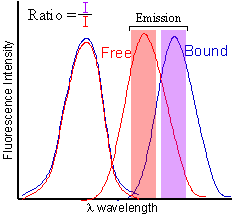 Ratio = I / I
Emission
Free
Bound
Fluorescence Intensity
λ wavelength